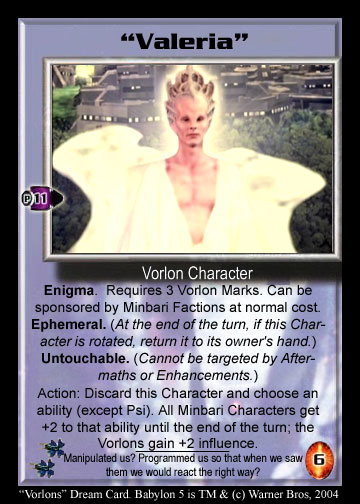 “Valeria”
P 11
Vorlon Character
Enigma. Requires 3 Vorlon Marks. Can be
sponsored by Minbari Factions at normal cost.
Ephemeral. (At the end of the turn, if this Char-
acter is rotated, return it to its owner's hand.)
Untouchable. (Cannot be targeted by After-
maths or Enhancements.)
Action: Discard this Character and choose an
ability (except Psi). All Minbari Characters get
+2 to that ability until the end of turn; the
Vorlons gain +2 influence.
Manipulated us? Programmed us so that when we saw
them we would react the right way?
6
“Vorlons” Dream Card. Babylon 5 is TM & (c) Warner Bros, 2004